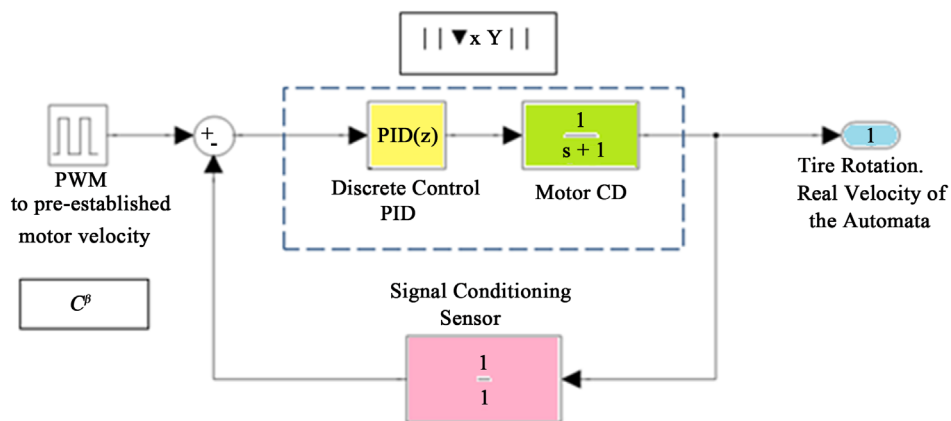 | | ▼x Y | |
+
-
PID(z)
1
s + 1
1
PWM
to pre-established
motor velocity
Discrete Control
PID
Motor CD
Tire Rotation.
Real Velocity of
the Automata
C^β
Signal Conditioning
Sensor
1
1